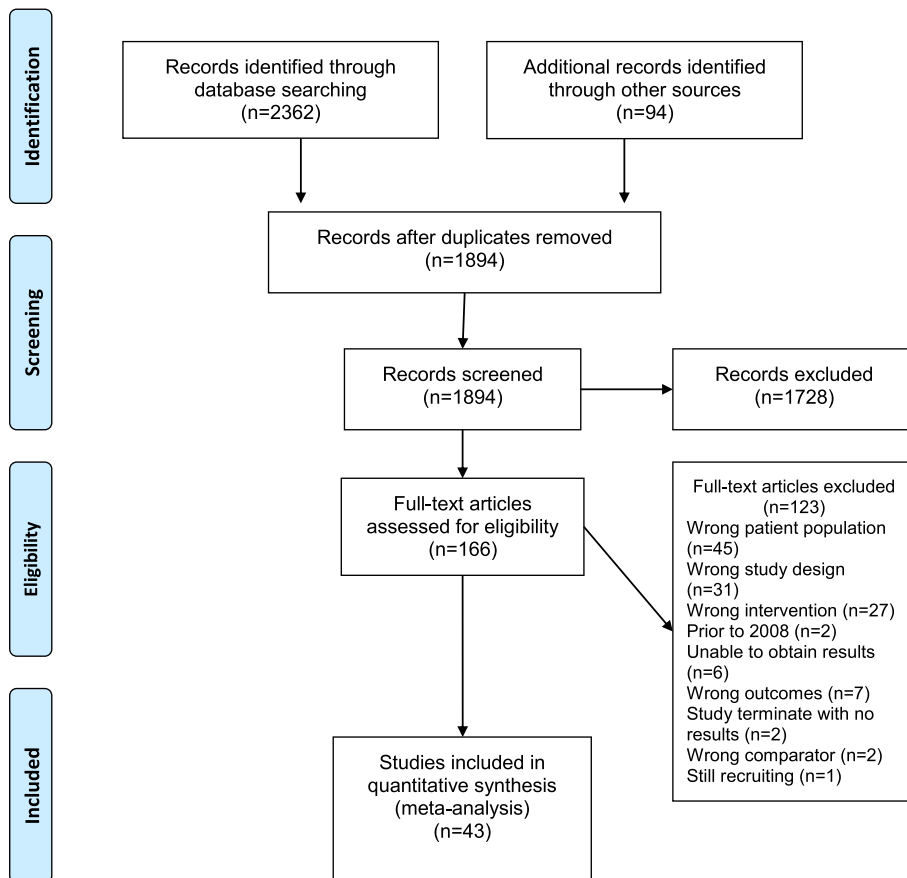 Identification
Records identified through
database searching
(n=2362)
Additional records identified
through other sources
(n=94)
Records after duplicates removed
(n=1894)
Screening
Records screened
(n=1894)
Records excluded
(n=1728)
Eligibility
Full-text articles
assessed for eligibility
(n=166)
Full-text articles excluded
(n=123)
Wrong patient population
(n=45)
Wrong study design
(n=31)
Wrong intervention (n=27)
Prior to 2008 (n=2)
Unable to obtain results
(n=6)
Wrong outcomes (n=7)
Study terminate with no
results (n=2)
Wrong comparator (n=2)
Still recruiting (n=1)
Included
Studies included in
quantitative synthesis
(meta-analysis)
(n=43)